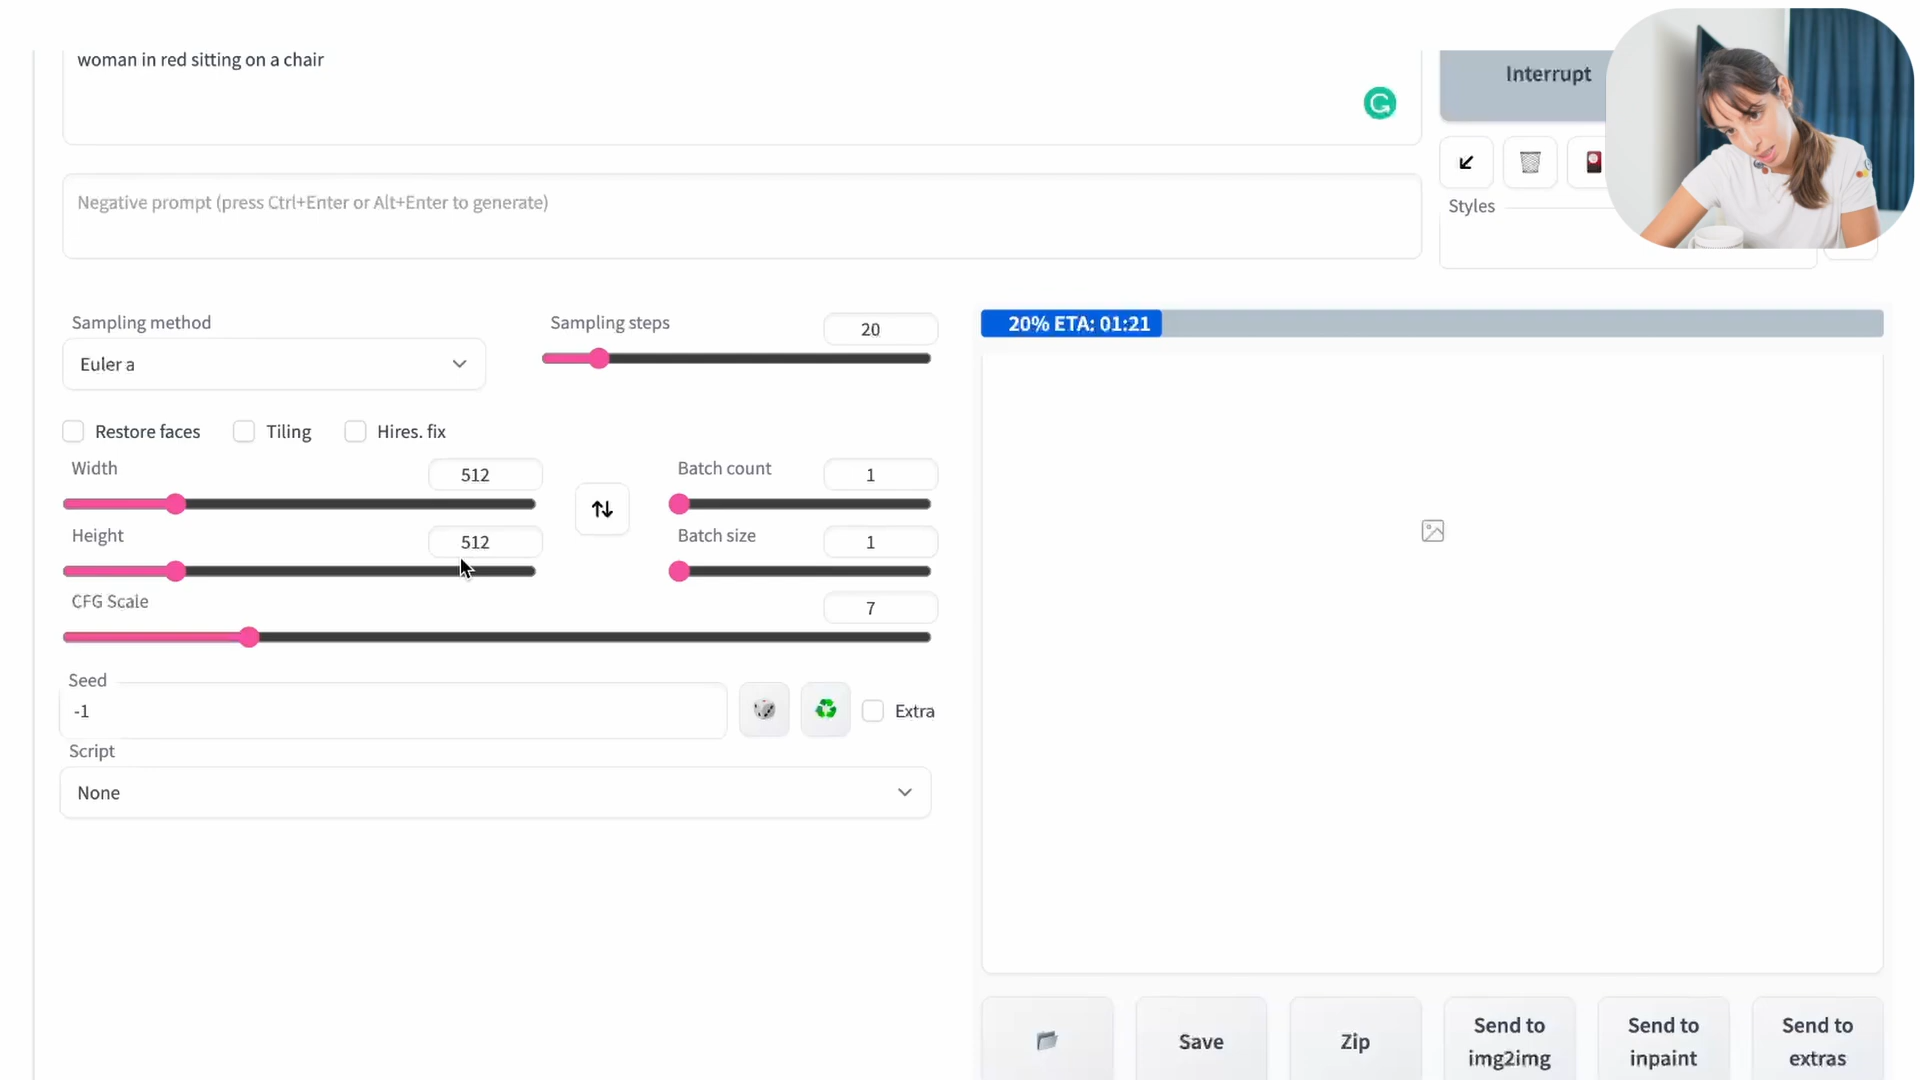 woman in red sitting on a chair
Interrupt
Negative prompt (press Ctrl+Enter or Alt+Enter to generate)
Styles
Sampling method
Sampling steps
20
20% ETA: 01:21
Euler a
Restore faces
Tiling
Hires. fix
Width
512
Batch count
1
Height
512
Batch size
1
CFG Scale
7
Seed
-1
Extra
Script
None
Save
Zip
Send to
img2img
Send to
inpaint
Send to
extras